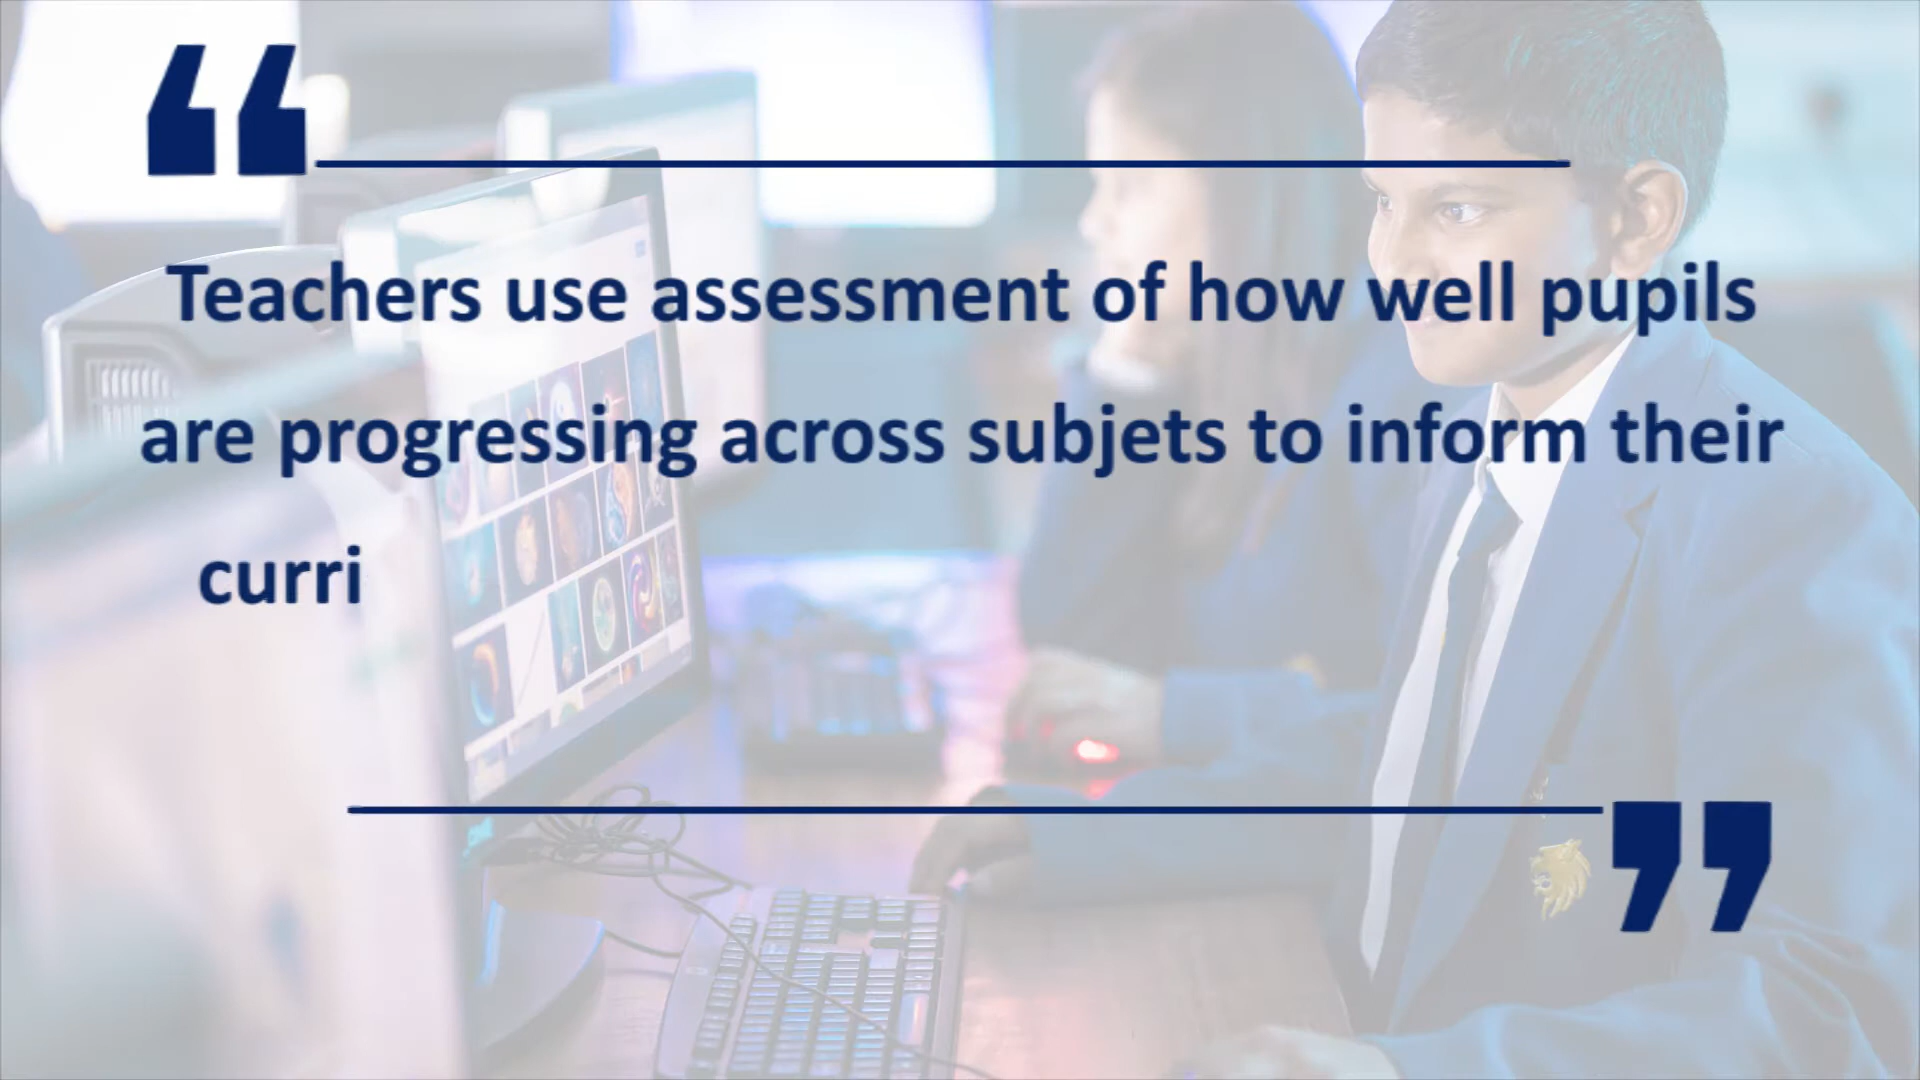 “
Teachers use assessment of how well pupils
are progressing across subjets to inform their
curri
”